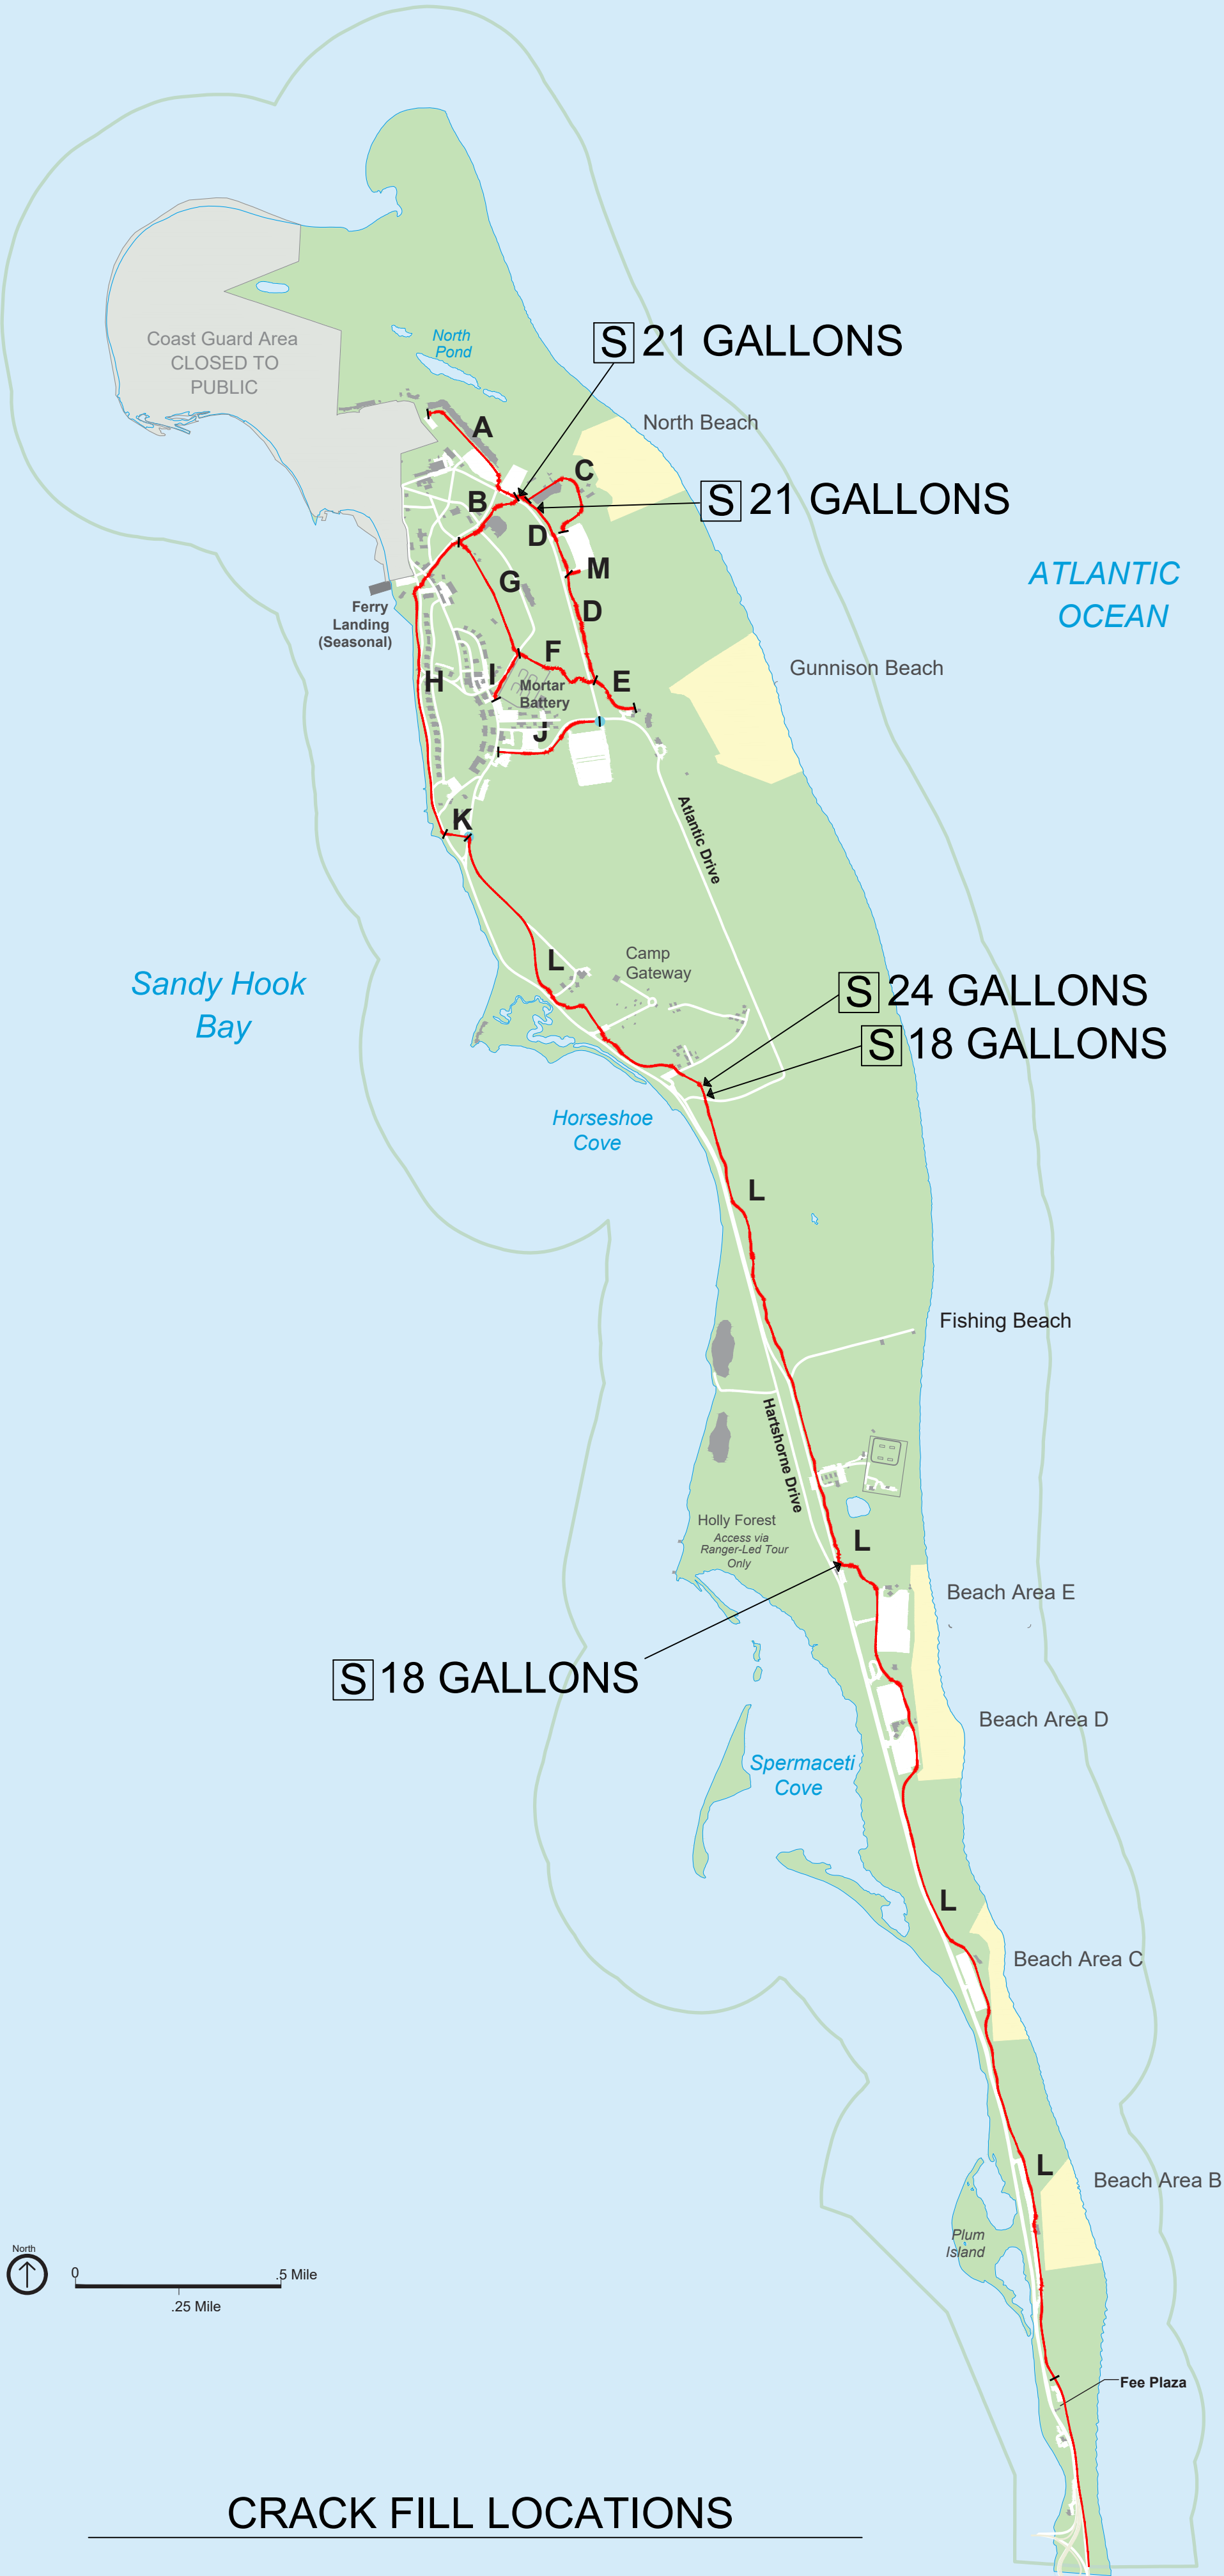 Coast Guard Area
CLOSED TO
PUBLIC
North
Pond
S 21 GALLONS
North Beach
A
C
S 21 GALLONS
B
D
M
ATLANTIC
OCEAN
G
D
Ferry
Landing
(Seasonal)
F
Gunnison Beach
H
I
E
Mortar
Battery
J
Atlantic Drive
K
L
Camp
Gateway
Sandy Hook
Bay
S 24 GALLONS
S 18 GALLONS
Horseshoe
Cove
L
Fishing Beach
Hartshorne Drive
Holly Forest
Access via
Ranger-Led Tour
Only
L
Beach Area E
S 18 GALLONS
Beach Area D
Spermaceti
Cove
L
Beach Area C
L
Beach Area B
Plum
Island
North
0
.5 Mile
.25 Mile
Fee Plaza
CRACK FILL LOCATIONS